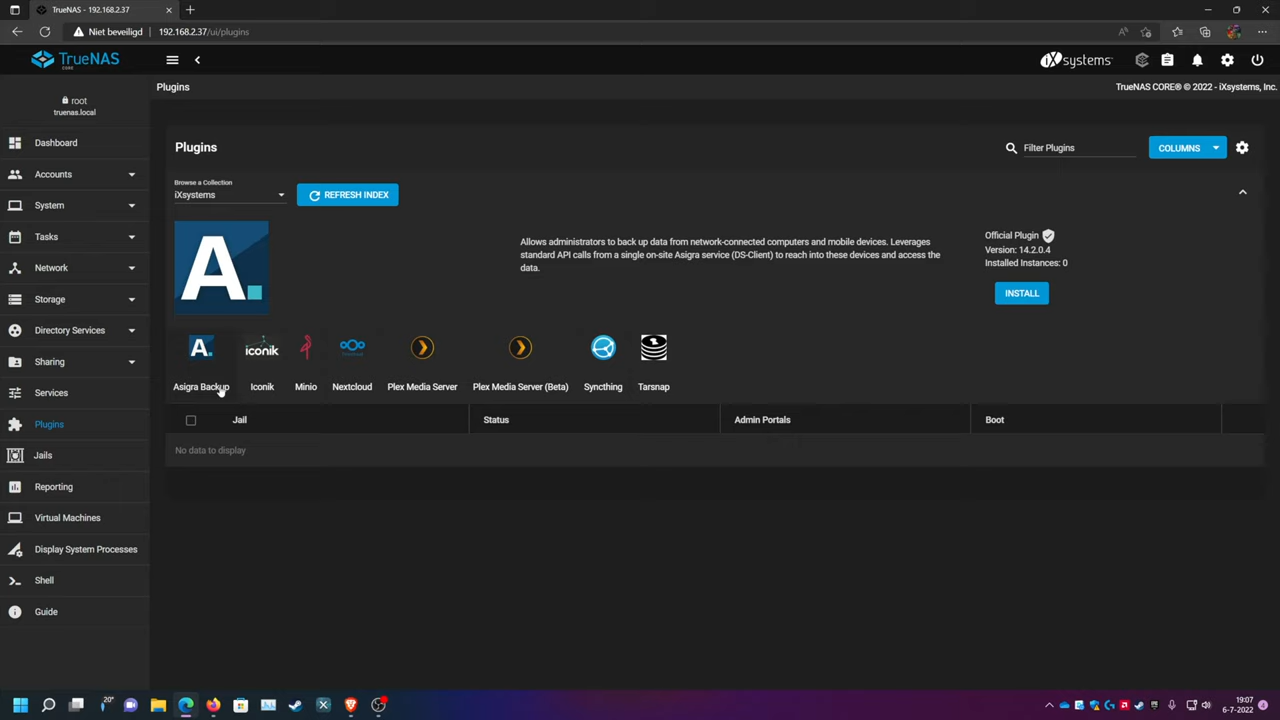 TrueNAS - 192.168.2.37
Niet beveiligd
192.168.2.37/ui/plugins
TrueNAS
CORE
iXsystems
Plugins
TrueNAS CORE® © 2022 - iXsystems, Inc.
root
truenas.local
Dashboard
Accounts
System
Tasks
Network
Storage
Directory Services
Sharing
Services
Plugins
Jails
Reporting
Virtual Machines
Display System Processes
Shell
Guide
Plugins
Filter Plugins
COLUMNS
Browse a Collection
iXsystems
REFRESH INDEX
A.
Allows administrators to back up data from network-connected computers and mobile devices. Leverages
standard API calls from a single on-site Asigra service (DS-Client) to reach into these devices and access the
data.
Official Plugin
Version: 14.2.0.4
Installed Instances: 0
INSTALL
A.
iconik
Asigra Backup
Iconik
Minio
Nextcloud
Plex Media Server
Plex Media Server (Beta)
Syncthing
Tarsnap
Jail
Status
Admin Portals
Boot
No data to display
20°
19:07
6-7-2022